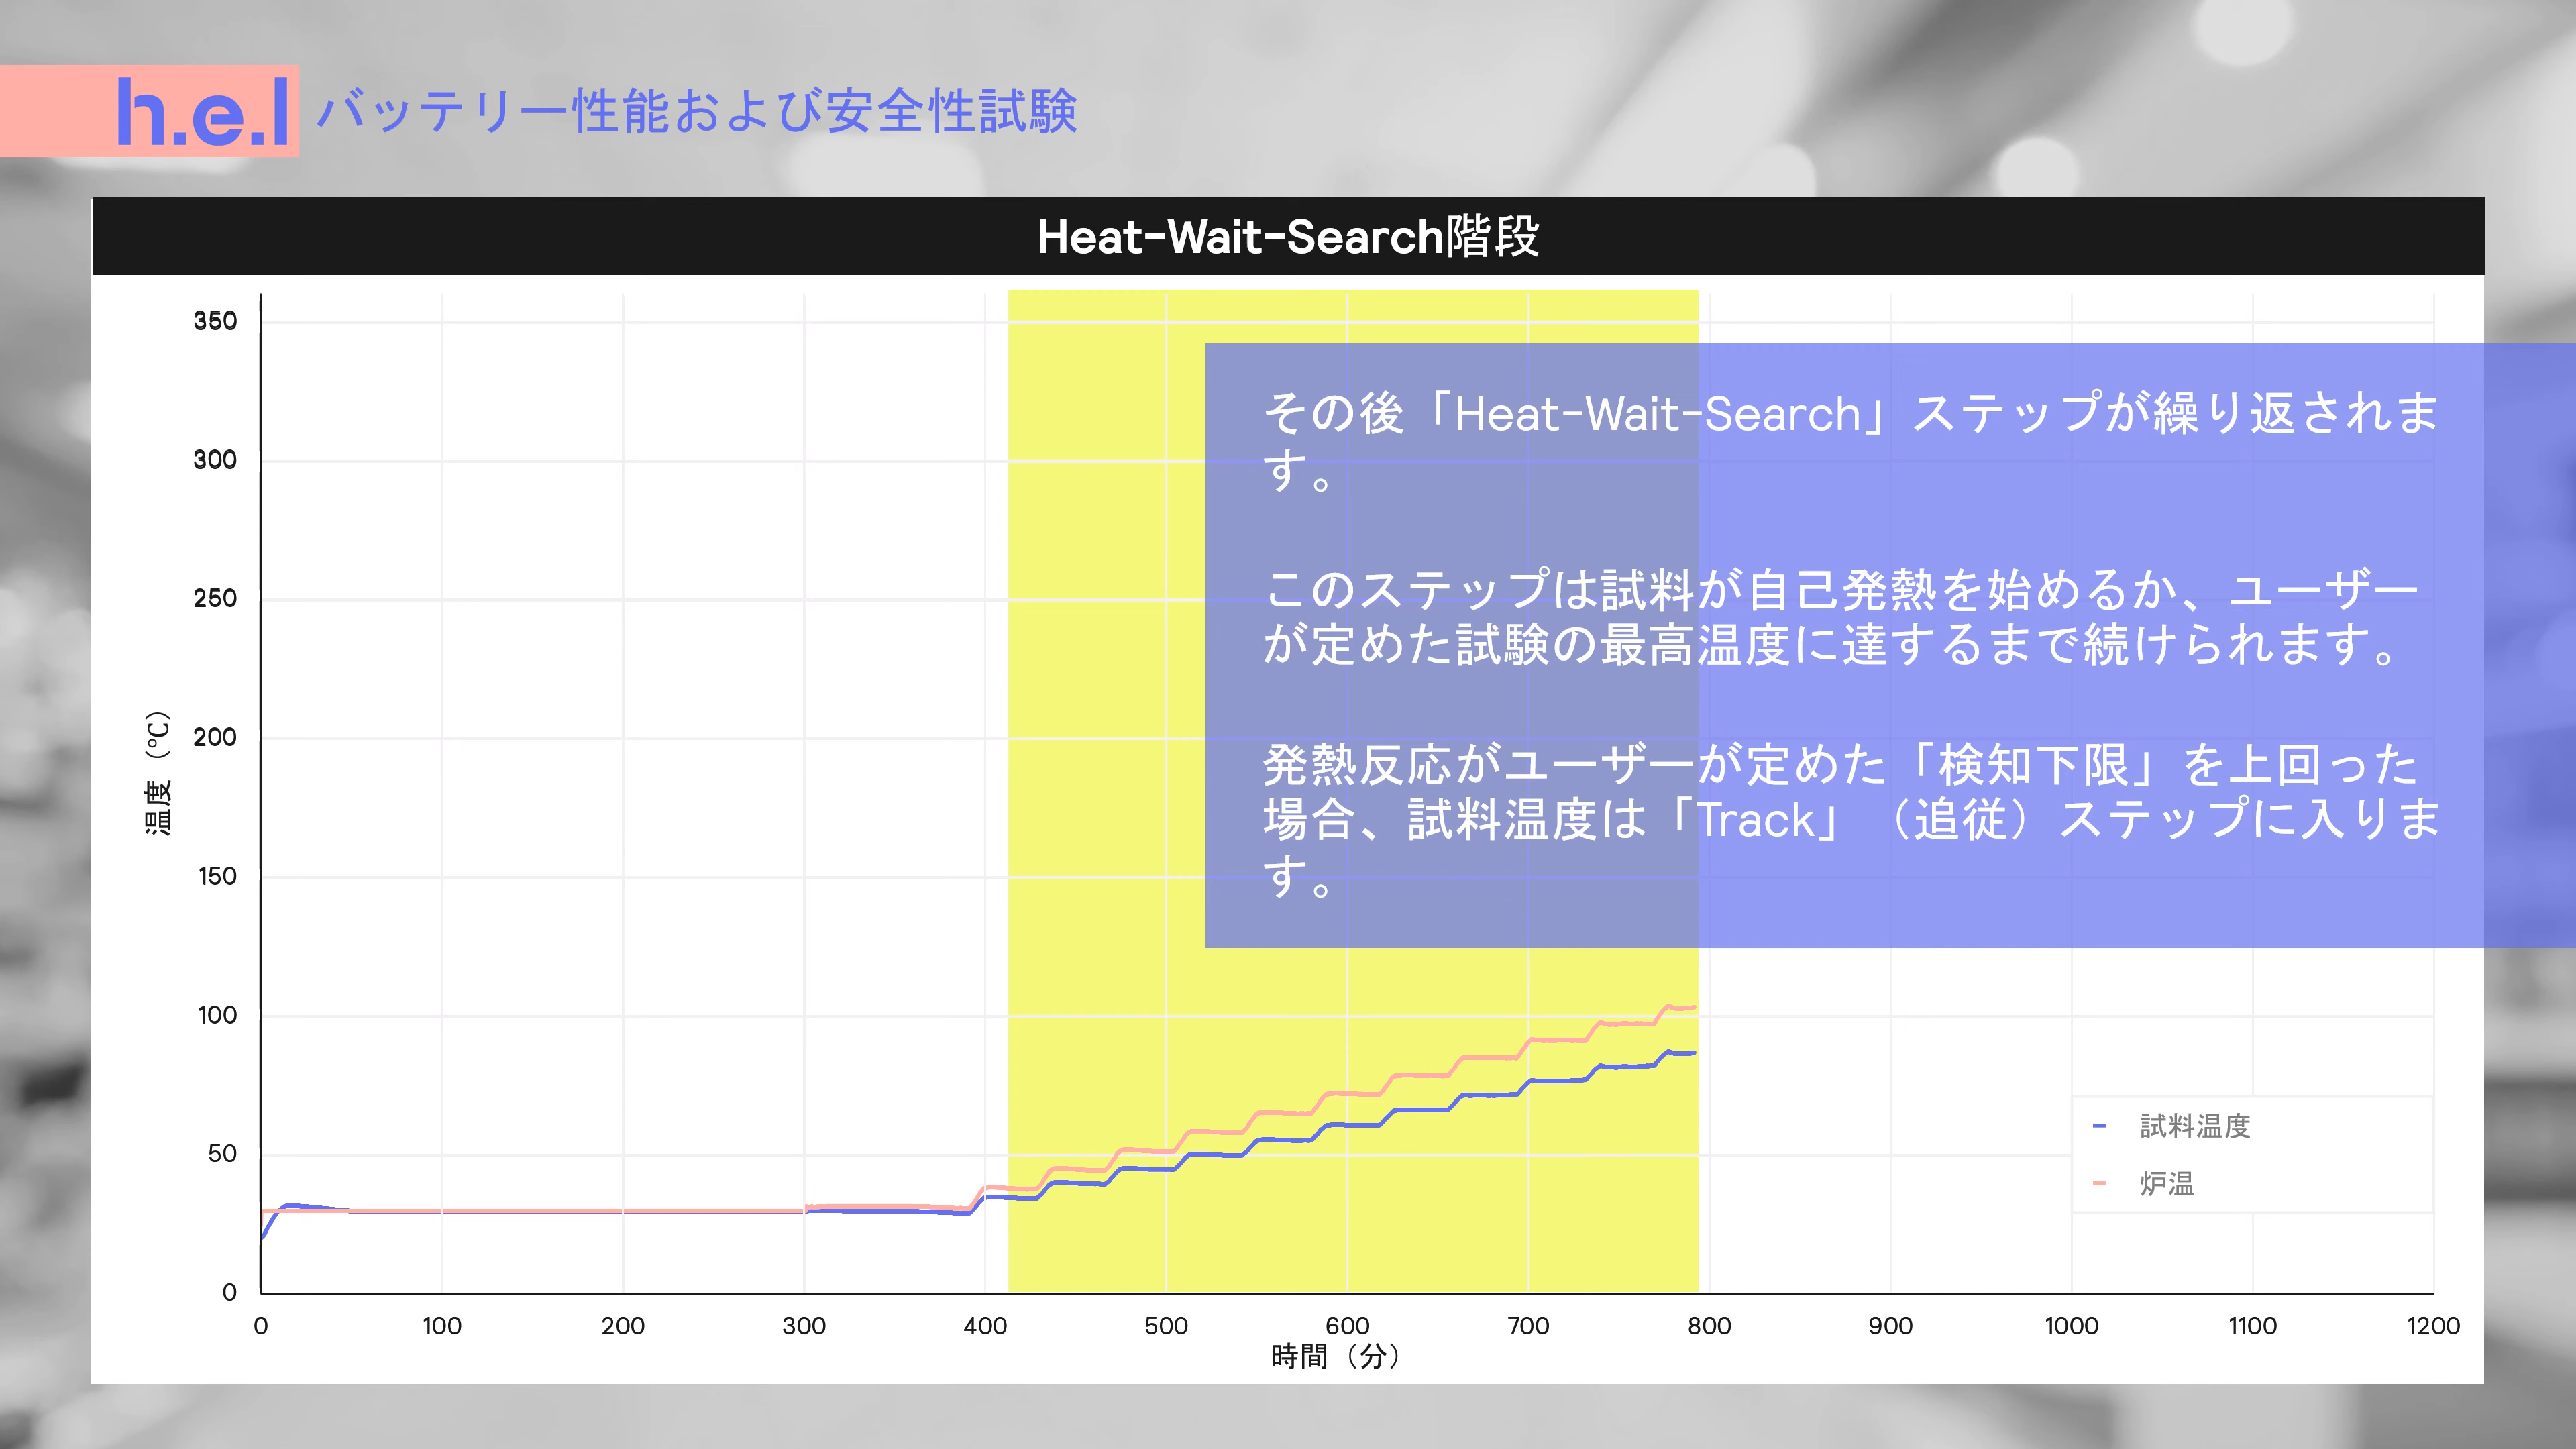 h.e.l バッテリー性能および安全性試験
Heat-Wait-Search階段
その後「Heat-Wait-Search」ステップが繰り返されま
す。
このステップは試料が自己発熱を始めるか、ユーザー
が定めた試験の最高温度に達するまで続けられます。
発熱反応がユーザーが定めた「検知下限」を上回った
場合、試料温度は「Track」（追従）ステップに入りま
す。
温度（℃）
350
300
250
200
150
100
50
0
0 100 200 300 400 500 600 700 800 900 1000 1100 1200
時間（分）
試料温度
炉温